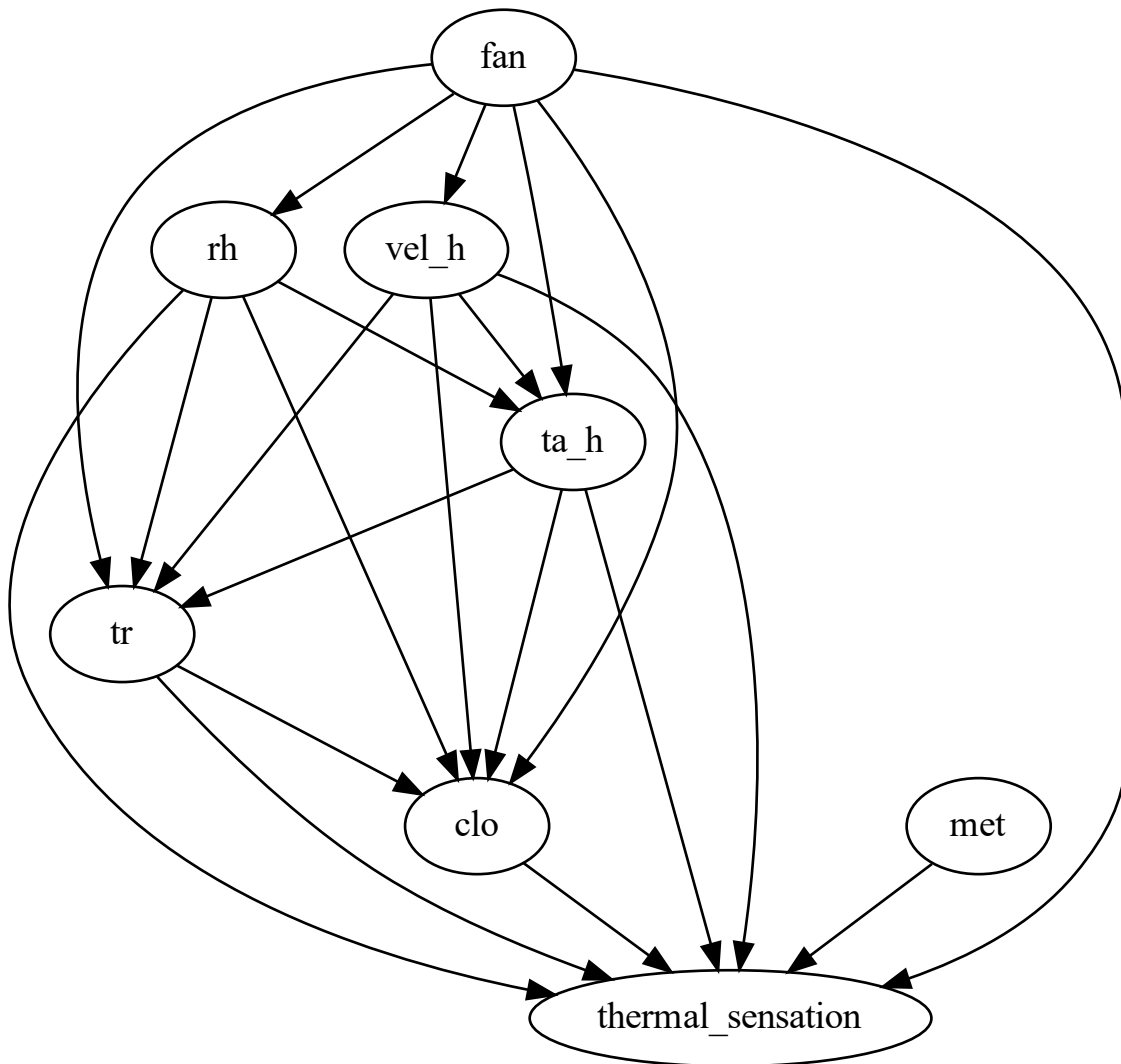 fan
rh
vel_h
ta_h
tr
clo
met
thermal_sensation